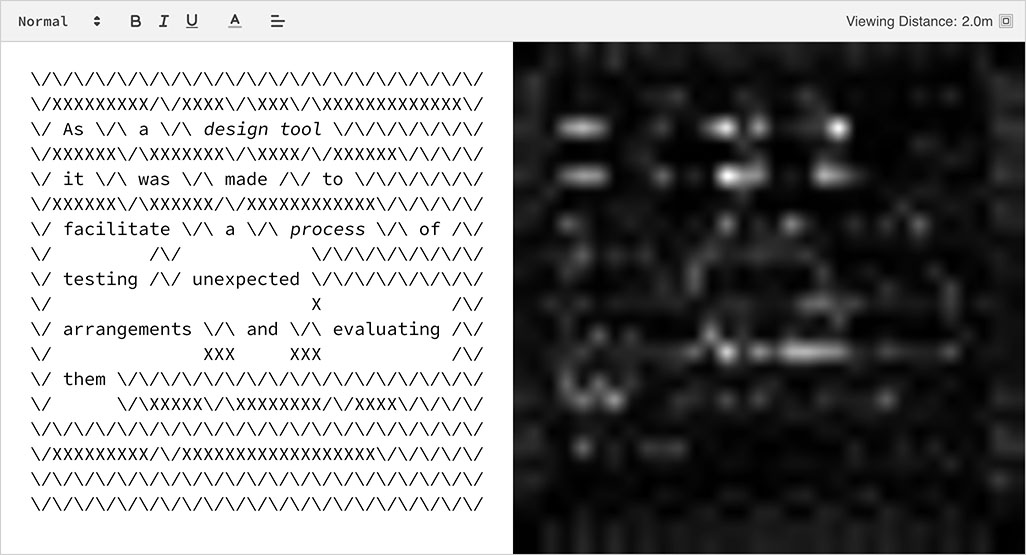 Normal B I U A Viewing Distance: 2.0m
\/\/\/\/\/\/\/\/\/\/\/\/\/\/\/\/\/\/\/\/\/
\/XXXXXXXXX/\/XXXX\/\XXX\/\XXXXXXXXXXXXX\/
\/ As \/\ a \/\ design tool \/\/\/\/\/\/\/
\/XXXXXX\/\XXXXXXX\/\XXXX/\/XXXXXX\/\/\/\/
\/ it \/\ was \/\ made /\/ to \/\/\/\/\/\/
\/XXXXXX\/\XXXXXX/\/XXXXXXXXXXXX\/\/\/\/\/
\/ facilitate \/\ a \/\ process \/\ of /\/
\/         /\/            \/\/\/\/\/\/\/\/
\/ testing /\/ unexpected \/\/\/\/\/\/\/\/
\/                        X            /\/
\/ arrangements \/\ and \/\ evaluating /\/
\/              XXX     XXX            /\/
\/ them \/\/\/\/\/\/\/\/\/\/\/\/\/\/\/\/\/
\/      \/\XXXXX\/\XXXXXXXX/\/XXXX\/\/\/\/
\/\/\/\/\/\/\/\/\/\/\/\/\/\/\/\/\/\/\/\/\/
\/XXXXXXXXX/\/XXXXXXXXXXXXXXXXXX\/\/\/\/\/
\/\/\/\/\/\/\/\/\/\/\/\/\/\/\/\/\/\/\/\/\/
\/\/\/\/\/\/\/\/\/\/\/\/\/\/\/\/\/\/\/\/\/